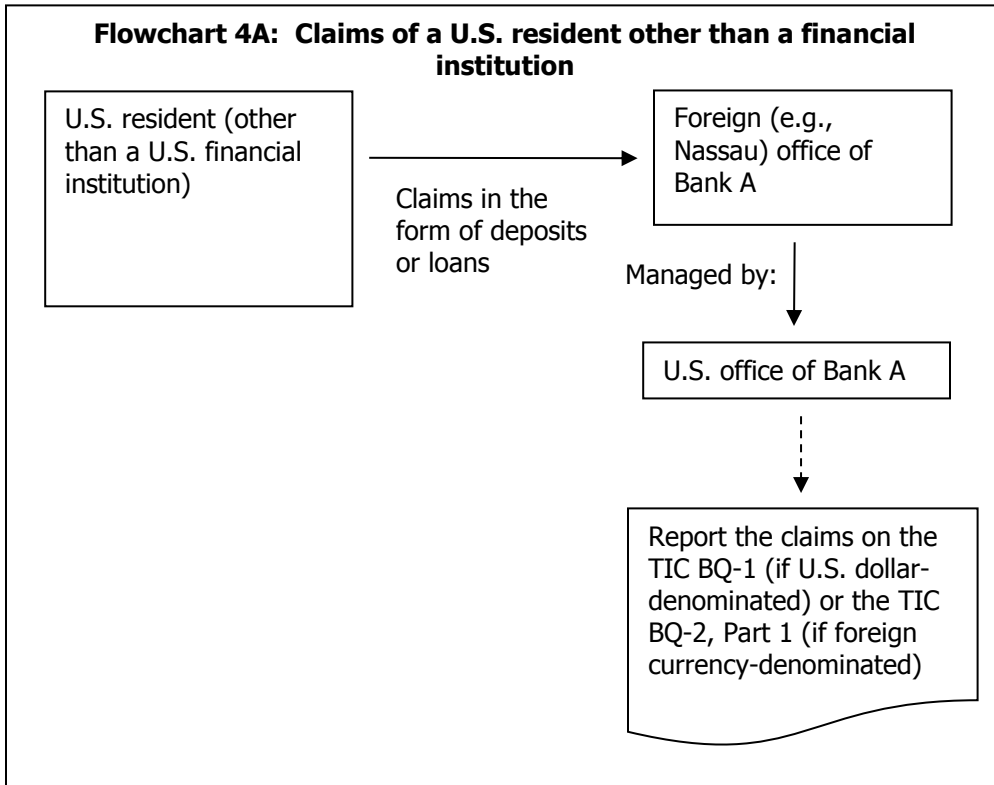 Flowchart 4A:  Claims of a U.S. resident other than a financial
institution
U.S. resident (other
than a U.S. financial
institution)
Claims in the
form of deposits
or loans
Foreign (e.g.,
Nassau) office of
Bank A
Managed by:
U.S. office of Bank A
Report the claims on the
TIC BQ-1 (if U.S. dollar-
denominated) or the TIC
BQ-2, Part 1 (if foreign
currency-denominated)